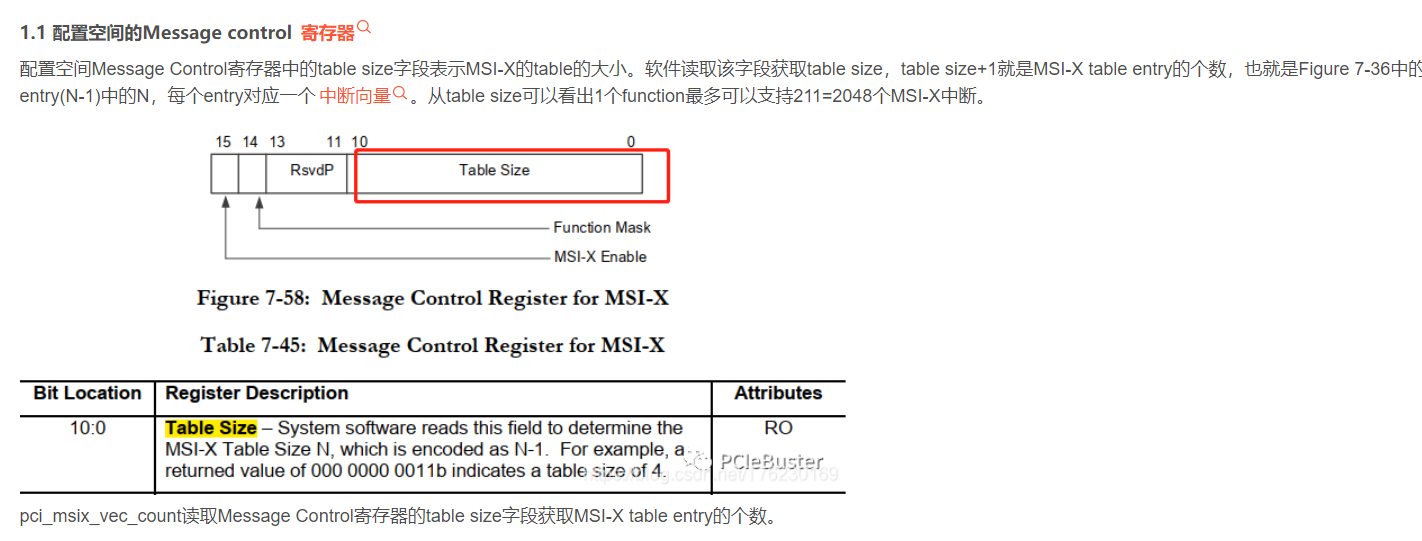 1.1 配置空间的Message control 寄存器
配置空间Message Control寄存器中的table size字段表示MSI-X的table的大小。软件读取该字段获取table size，table size+1就是MSI-X table entry的个数，也就是Figure 7-36中的
entry(N-1)中的N，每个entry对应一个 中断向量 。从table size可以看出1个function最多可以支持211=2048个MSI-X中断。
15 14 13 11 10 0
RsvdP Table Size
Function Mask
MSI-X Enable
Figure 7-58: Message Control Register for MSI-X
Table 7-45: Message Control Register for MSI-X
Bit Location Register Description Attributes
10:0 Table Size – System software reads this field to determine the RO
MSI-X Table Size N, which is encoded as N-1. For example, a
returned value of 000 0000 0011b indicates a table size of 4.
PCIeBuster
https://blog.csdn.net/176230169
pci_msix_vec_count读取Message Control寄存器的table size字段获取MSI-X table entry的个数。